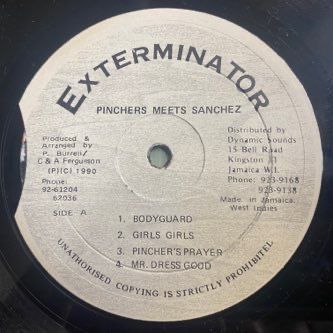 EXTERMINATOR
PINCHERS MEETS SANCHEZ
Produced &
Arranged by
P. Burrell/
C & A Ferguson
(P)(C) 1990
Phone:
92-61204
62036
SIDE A
Distributed by
Dynamic Sounds
15 Bell Road
Kingston 11
Jamaica W.I.
Phone: 923-9168
923-9138
Made in Jamaica,
West Indies
1. BODYGUARD
2. GIRLS GIRLS
3. PINCHER'S PRAYER
4. MR. DRESS GOOD
UNATHORISED COPYING IS STRICTLY PROHIBITEL